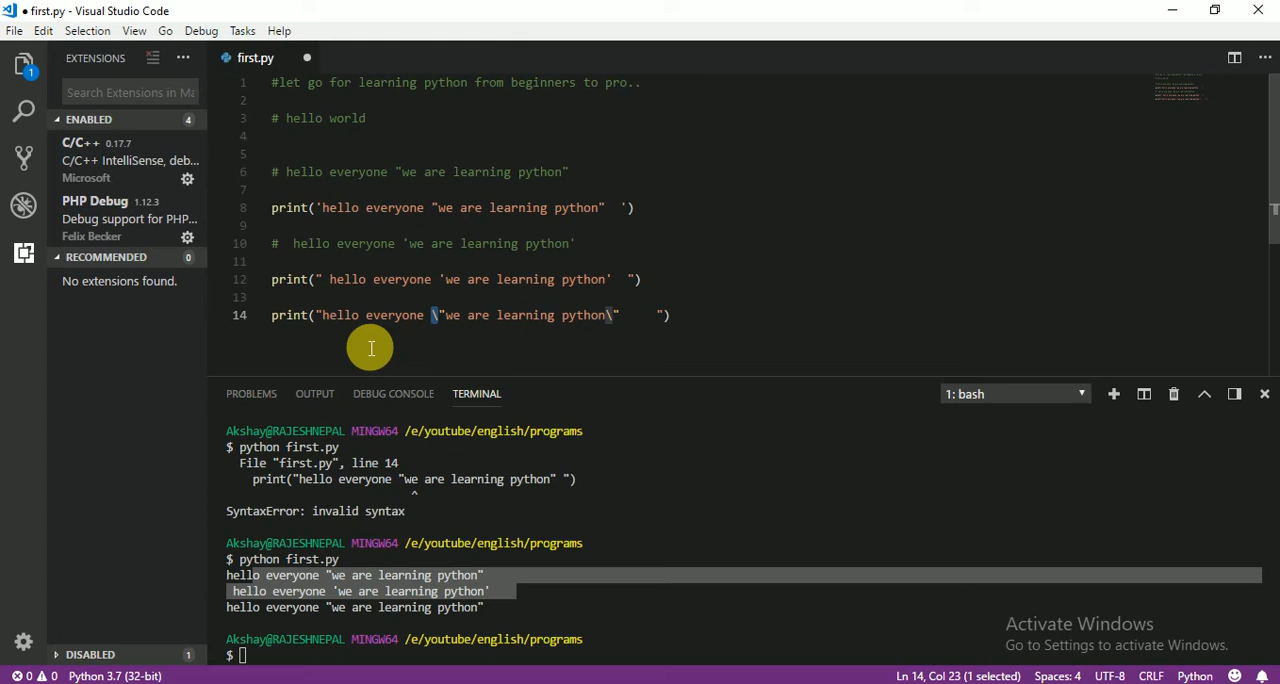 ● first.py - Visual Studio Code
File Edit Selection View Go Debug Tasks Help
EXTENSIONS
first.py ●
1
Search Extensions in Ma
ENABLED 4
C/C++ 0.17.7
C/C++ IntelliSense, deb...
Microsoft
PHP Debug 1.12.3
Debug support for PHP...
Felix Becker
RECOMMENDED 0
No extensions found.
DISABLED 1
1 #let go for learning python from beginners to pro..
2
3 # hello world
4
5
6 # hello everyone "we are learning python"
7
8 print('hello everyone "we are learning python"  ')
9
10 #  hello everyone 'we are learning python'
11
12 print(" hello everyone 'we are learning python'  ")
13
14 print("hello everyone \"we are learning python\"     ")
PROBLEMS OUTPUT DEBUG CONSOLE TERMINAL 1: bash
Akshay@RAJESHNEPAL MINGW64 /e/youtube/english/programs
$ python first.py
File "first.py", line 14
print("hello everyone "we are learning python" ")
^
SyntaxError: invalid syntax
Akshay@RAJESHNEPAL MINGW64 /e/youtube/english/programs
$ python first.py
hello everyone "we are learning python"
hello everyone 'we are learning python'
hello everyone "we are learning python"
Akshay@RAJESHNEPAL MINGW64 /e/youtube/english/programs
$
Activate Windows
Go to Settings to activate Windows.
0 0 Python 3.7 (32-bit) Ln 14, Col 23 (1 selected) Spaces: 4 UTF-8 CRLF Python